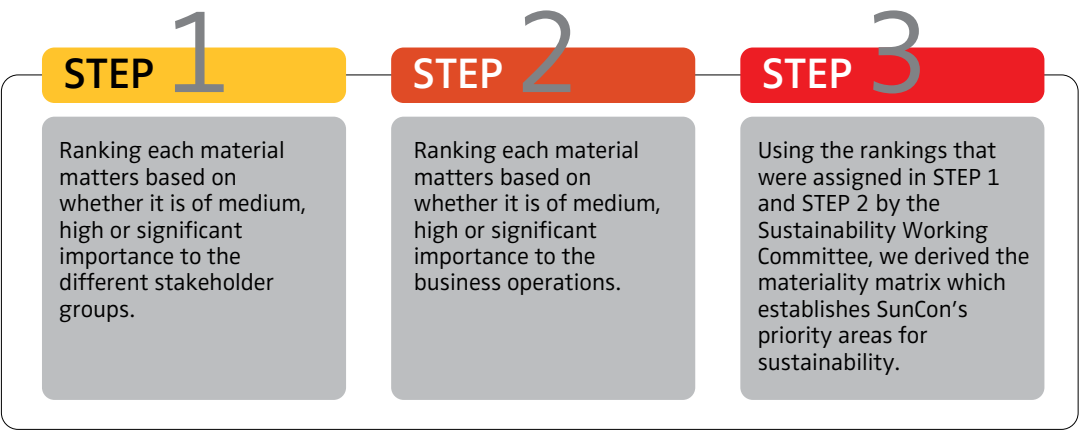 STEP 1
Ranking each material
matters based on
whether it is of medium,
high or significant
importance to the
different stakeholder
groups.
STEP 2
Ranking each material
matters based on
whether it is of medium,
high or significant
importance to the
business operations.
STEP 3
Using the rankings that
were assigned in STEP 1
and STEP 2 by the
Sustainability Working
Committee, we derived the
materiality matrix which
establishes SunCon’s
priority areas for
sustainability.